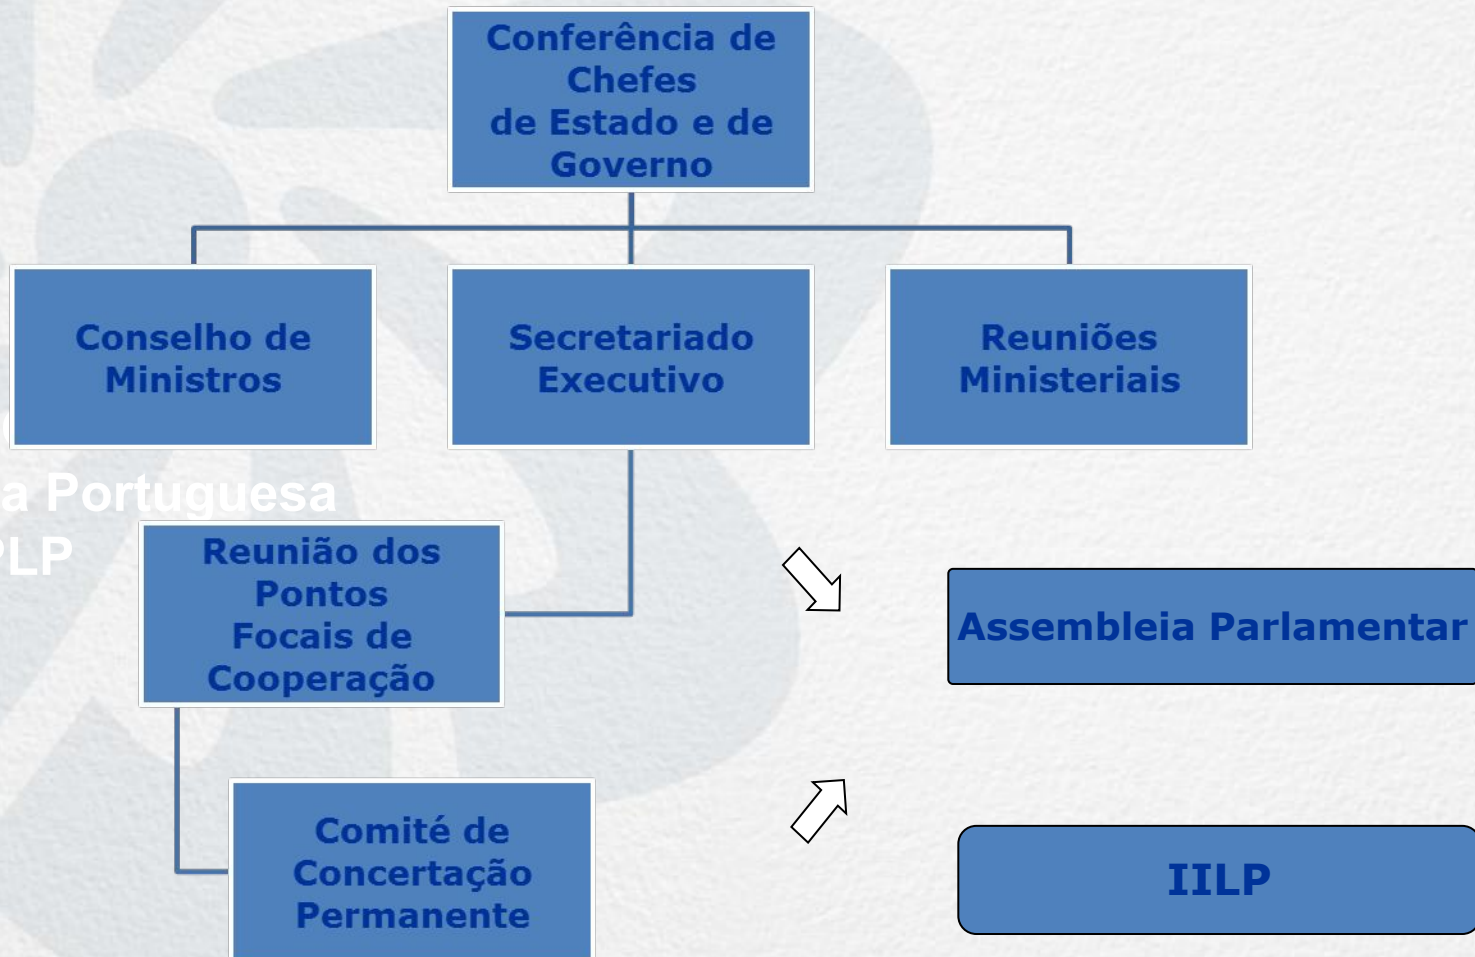 Conferência de
Chefes
de Estado e de
Governo
Conselho de
Ministros
Secretariado
Executivo
Reuniões
Ministeriais
a Portuguesa
PLP
Reunião dos
Pontos
Focais de
Cooperação
Assembleia Parlamentar
Comité de
Concertação
Permanente
IILP